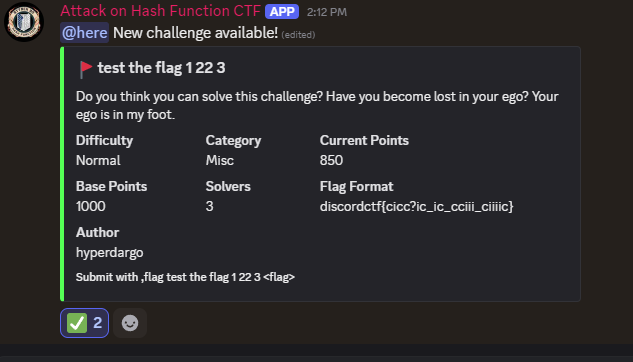 Attack on Hash Function CTF APP 2:12 PM
@here New challenge available! (edited)
test the flag 1 22 3
Do you think you can solve this challenge? Have you become lost in your ego? Your
ego is in my foot.
Difficulty Category Current Points
Normal Misc 850
Base Points Solvers Flag Format
1000 3 discordctf{cicc?ic_ic_cciii_ciiiic}
Author
hyperdargo
Submit with ,flag test the flag 1 22 3 <flag>
2